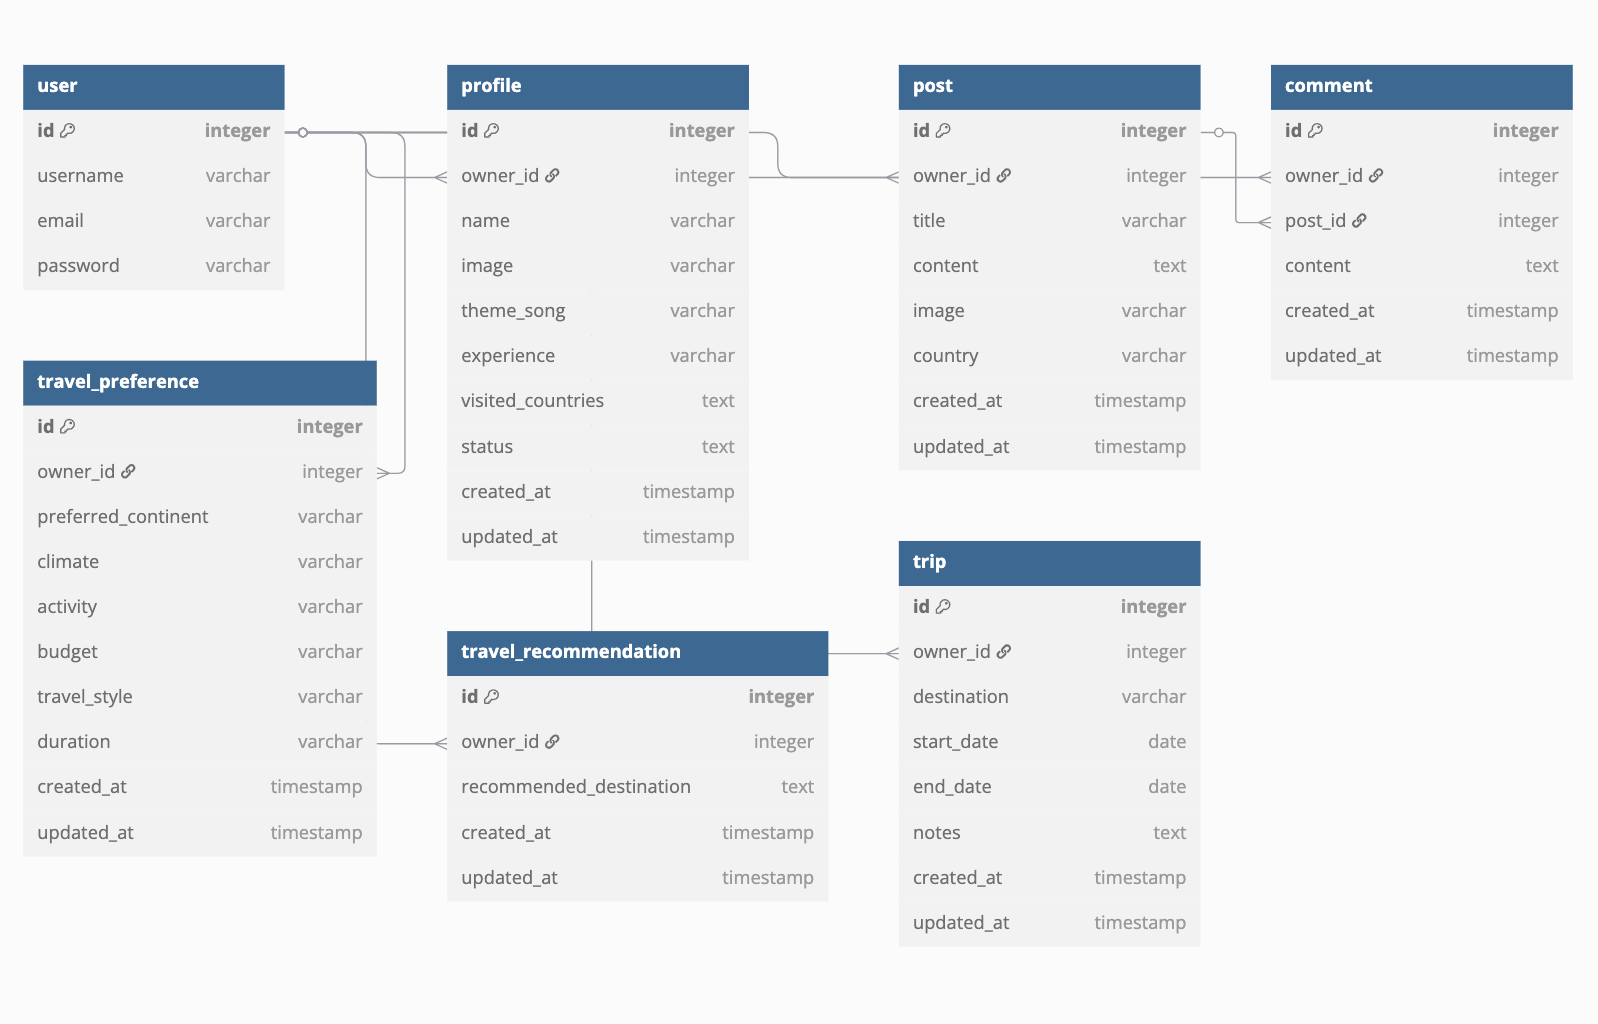 user
id integer
username varchar
email varchar
password varchar
profile
id integer
owner_id integer
name varchar
image varchar
theme_song varchar
experience varchar
visited_countries text
status text
created_at timestamp
updated_at timestamp
post
id integer
owner_id integer
title varchar
content text
image varchar
country varchar
created_at timestamp
updated_at timestamp
comment
id integer
owner_id integer
post_id integer
content text
created_at timestamp
updated_at timestamp
travel_preference
id integer
owner_id integer
preferred_continent varchar
climate varchar
activity varchar
budget varchar
travel_style varchar
duration varchar
created_at timestamp
updated_at timestamp
travel_recommendation
id integer
owner_id integer
recommended_destination text
created_at timestamp
updated_at timestamp
trip
id integer
owner_id integer
destination varchar
start_date date
end_date date
notes text
created_at timestamp
updated_at timestamp